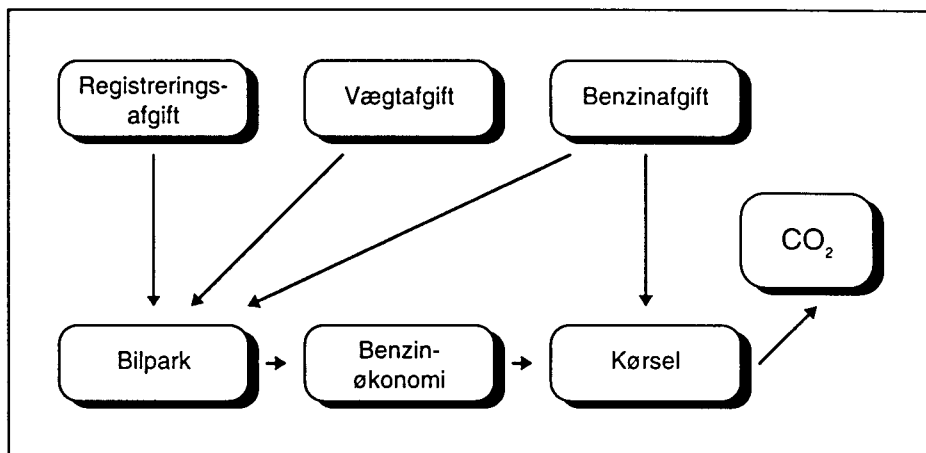 Registrerings-
afgift
Vægtafgift
Benzinafgift
CO₂
Bilpark
Benzin-
økonomi
Kørsel